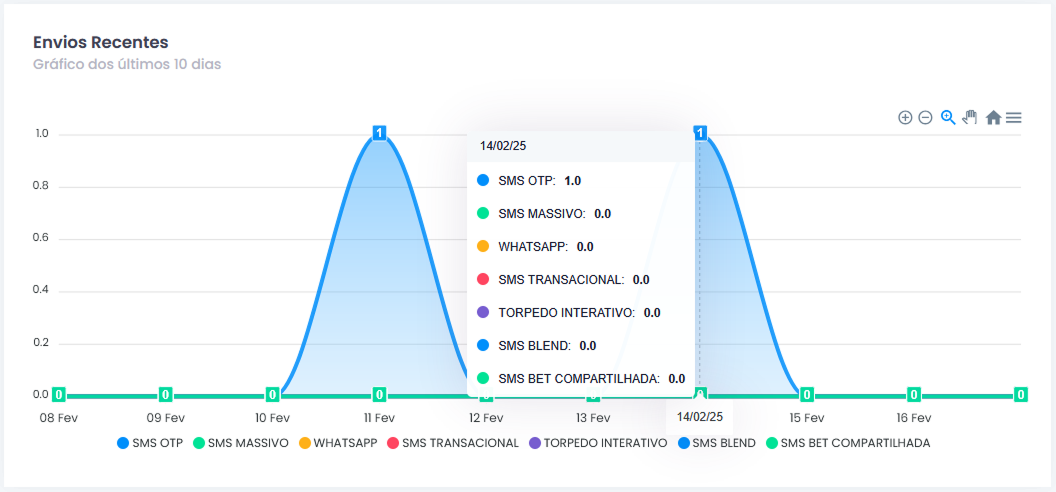 Envios Recentes
Gráfico dos últimos 10 dias
1.0
0.8
0.6
0.4
0.2
0.0
1
1
14/02/25
SMS OTP: 1.0
SMS MASSIVO: 0.0
WHATSAPP: 0.0
SMS TRANSACIONAL: 0.0
TORPEDO INTERATIVO: 0.0
SMS BLEND: 0.0
SMS BET COMPARTILHADA: 0.0
0 0 0 0 0 0 0 0 0 0
08 Fev 09 Fev 10 Fev 11 Fev 12 Fev 13 Fev 14/02/25 15 Fev 16 Fev
SMS OTP SMS MASSIVO WHATSAPP SMS TRANSACIONAL TORPEDO INTERATIVO SMS BLEND SMS BET COMPARTILHADA